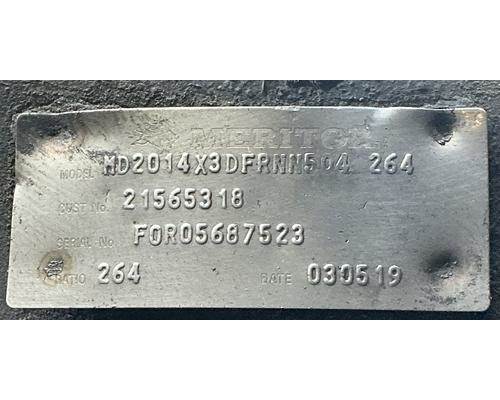 MERITOR
MODEL MD2014X3DFRNN504 264
CUST No. 21565318
SERIAL No. FOR05687523
RATIO 264 DATE 030519